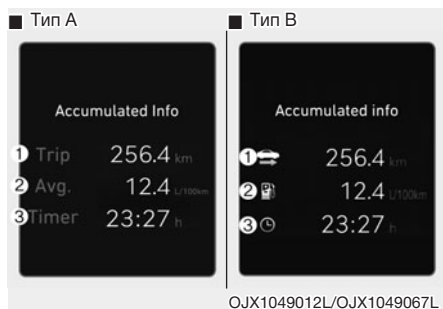 ■ Тип A
Accumulated Info
1 Trip 256.4 km
2 Avg. 12.4 L/100km
3 Timer 23:27 h
■ Тип B
Accumulated info
1 256.4 km
2 12.4 L/100km
3 23:27 h
OJX1049012L/OJX1049067L